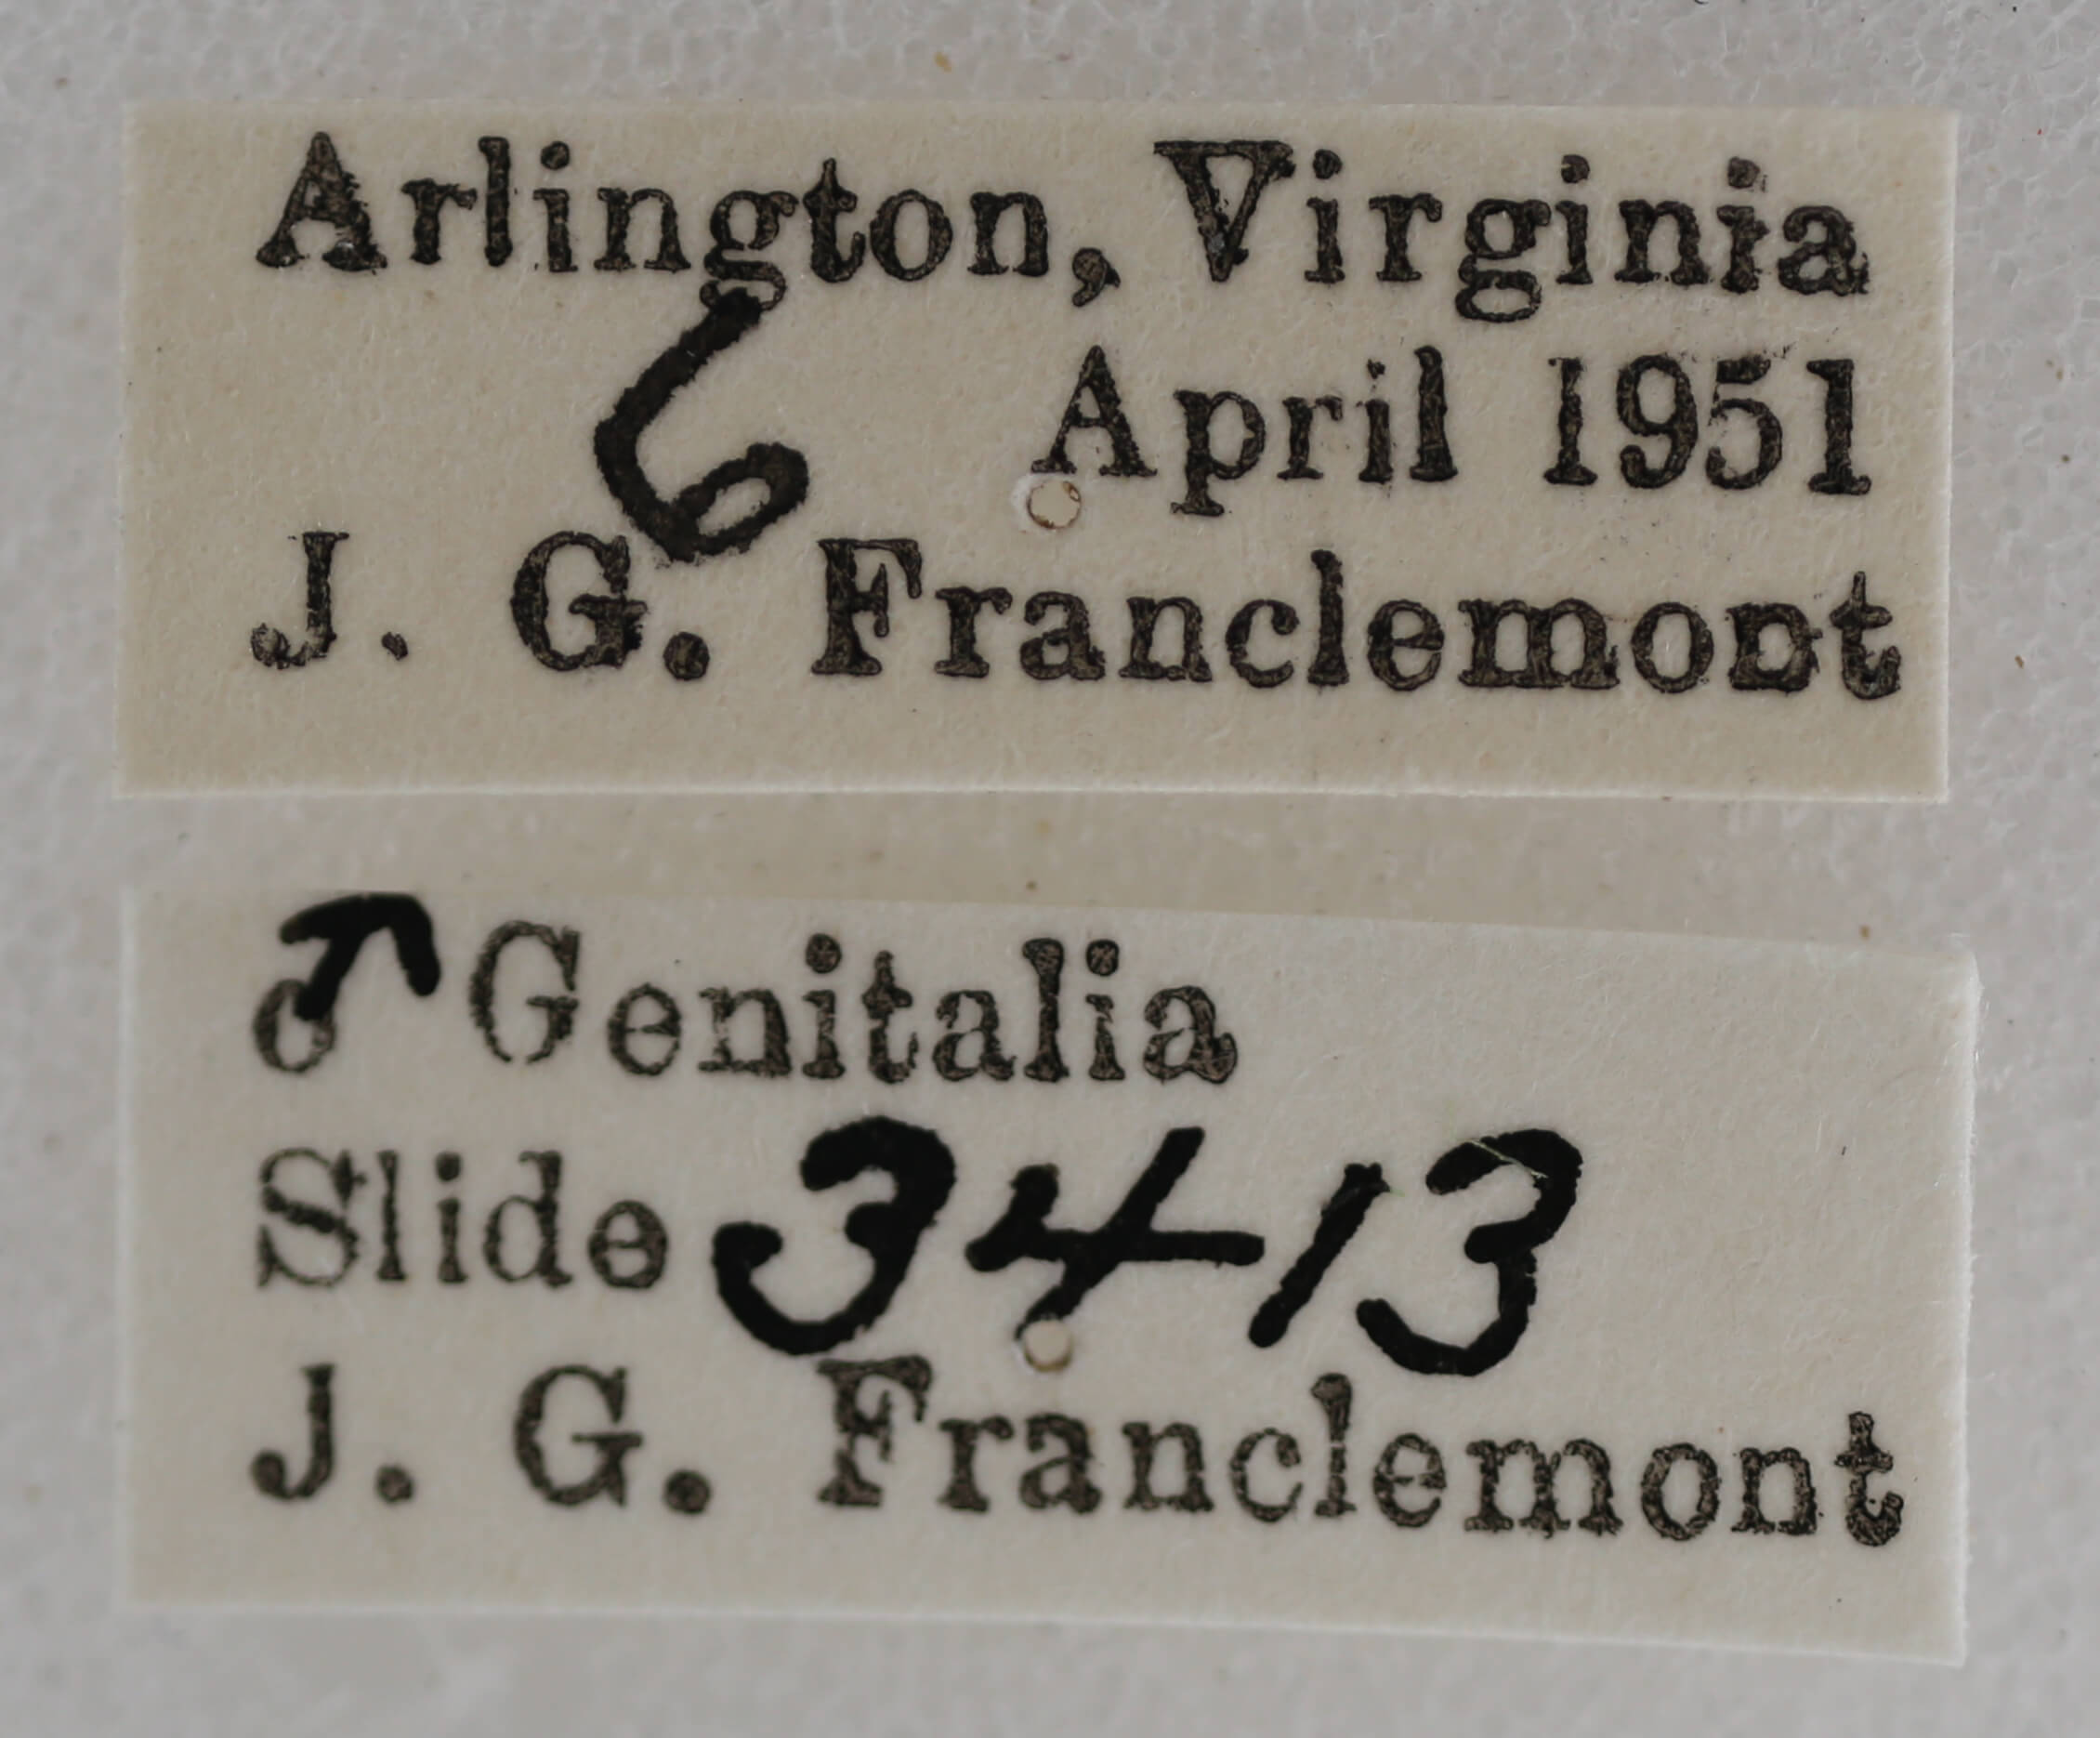 Arlington, Virginia
6 April 1951
J. G. Franclemont
♂ Genitalia
Slide 3413
J. G. Franclemont